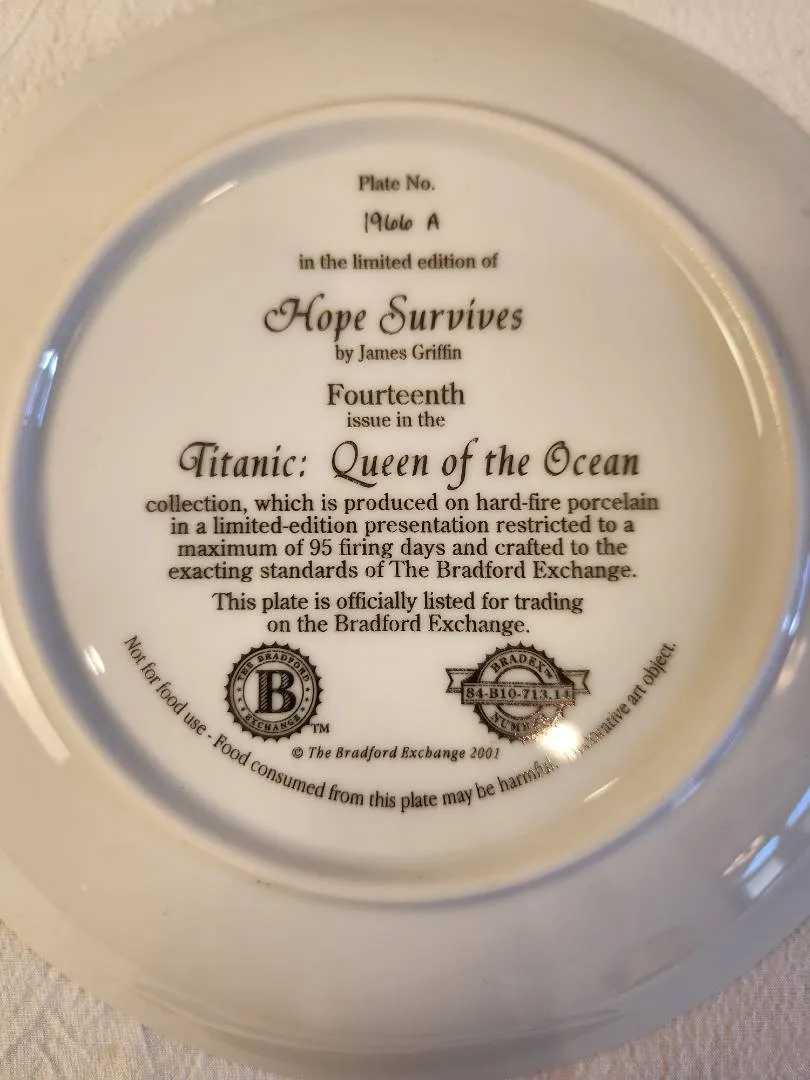 Plate No.
1966 A
in the limited edition of
Hope Survives
by James Griffin
Fourteenth
issue in the
Titanic: Queen of the Ocean
collection, which is produced on hard-fire porcelain
in a limited-edition presentation restricted to a
maximum of 95 firing days and crafted to the
exacting standards of The Bradford Exchange.
This plate is officially listed for trading
on the Bradford Exchange.
THE BRADFORD
B
EXCHANGE
TM
BRADEX™
84-B10-713.14
© The Bradford Exchange 2001
Not for food use - Food consumed from this plate may be harmful. art object.